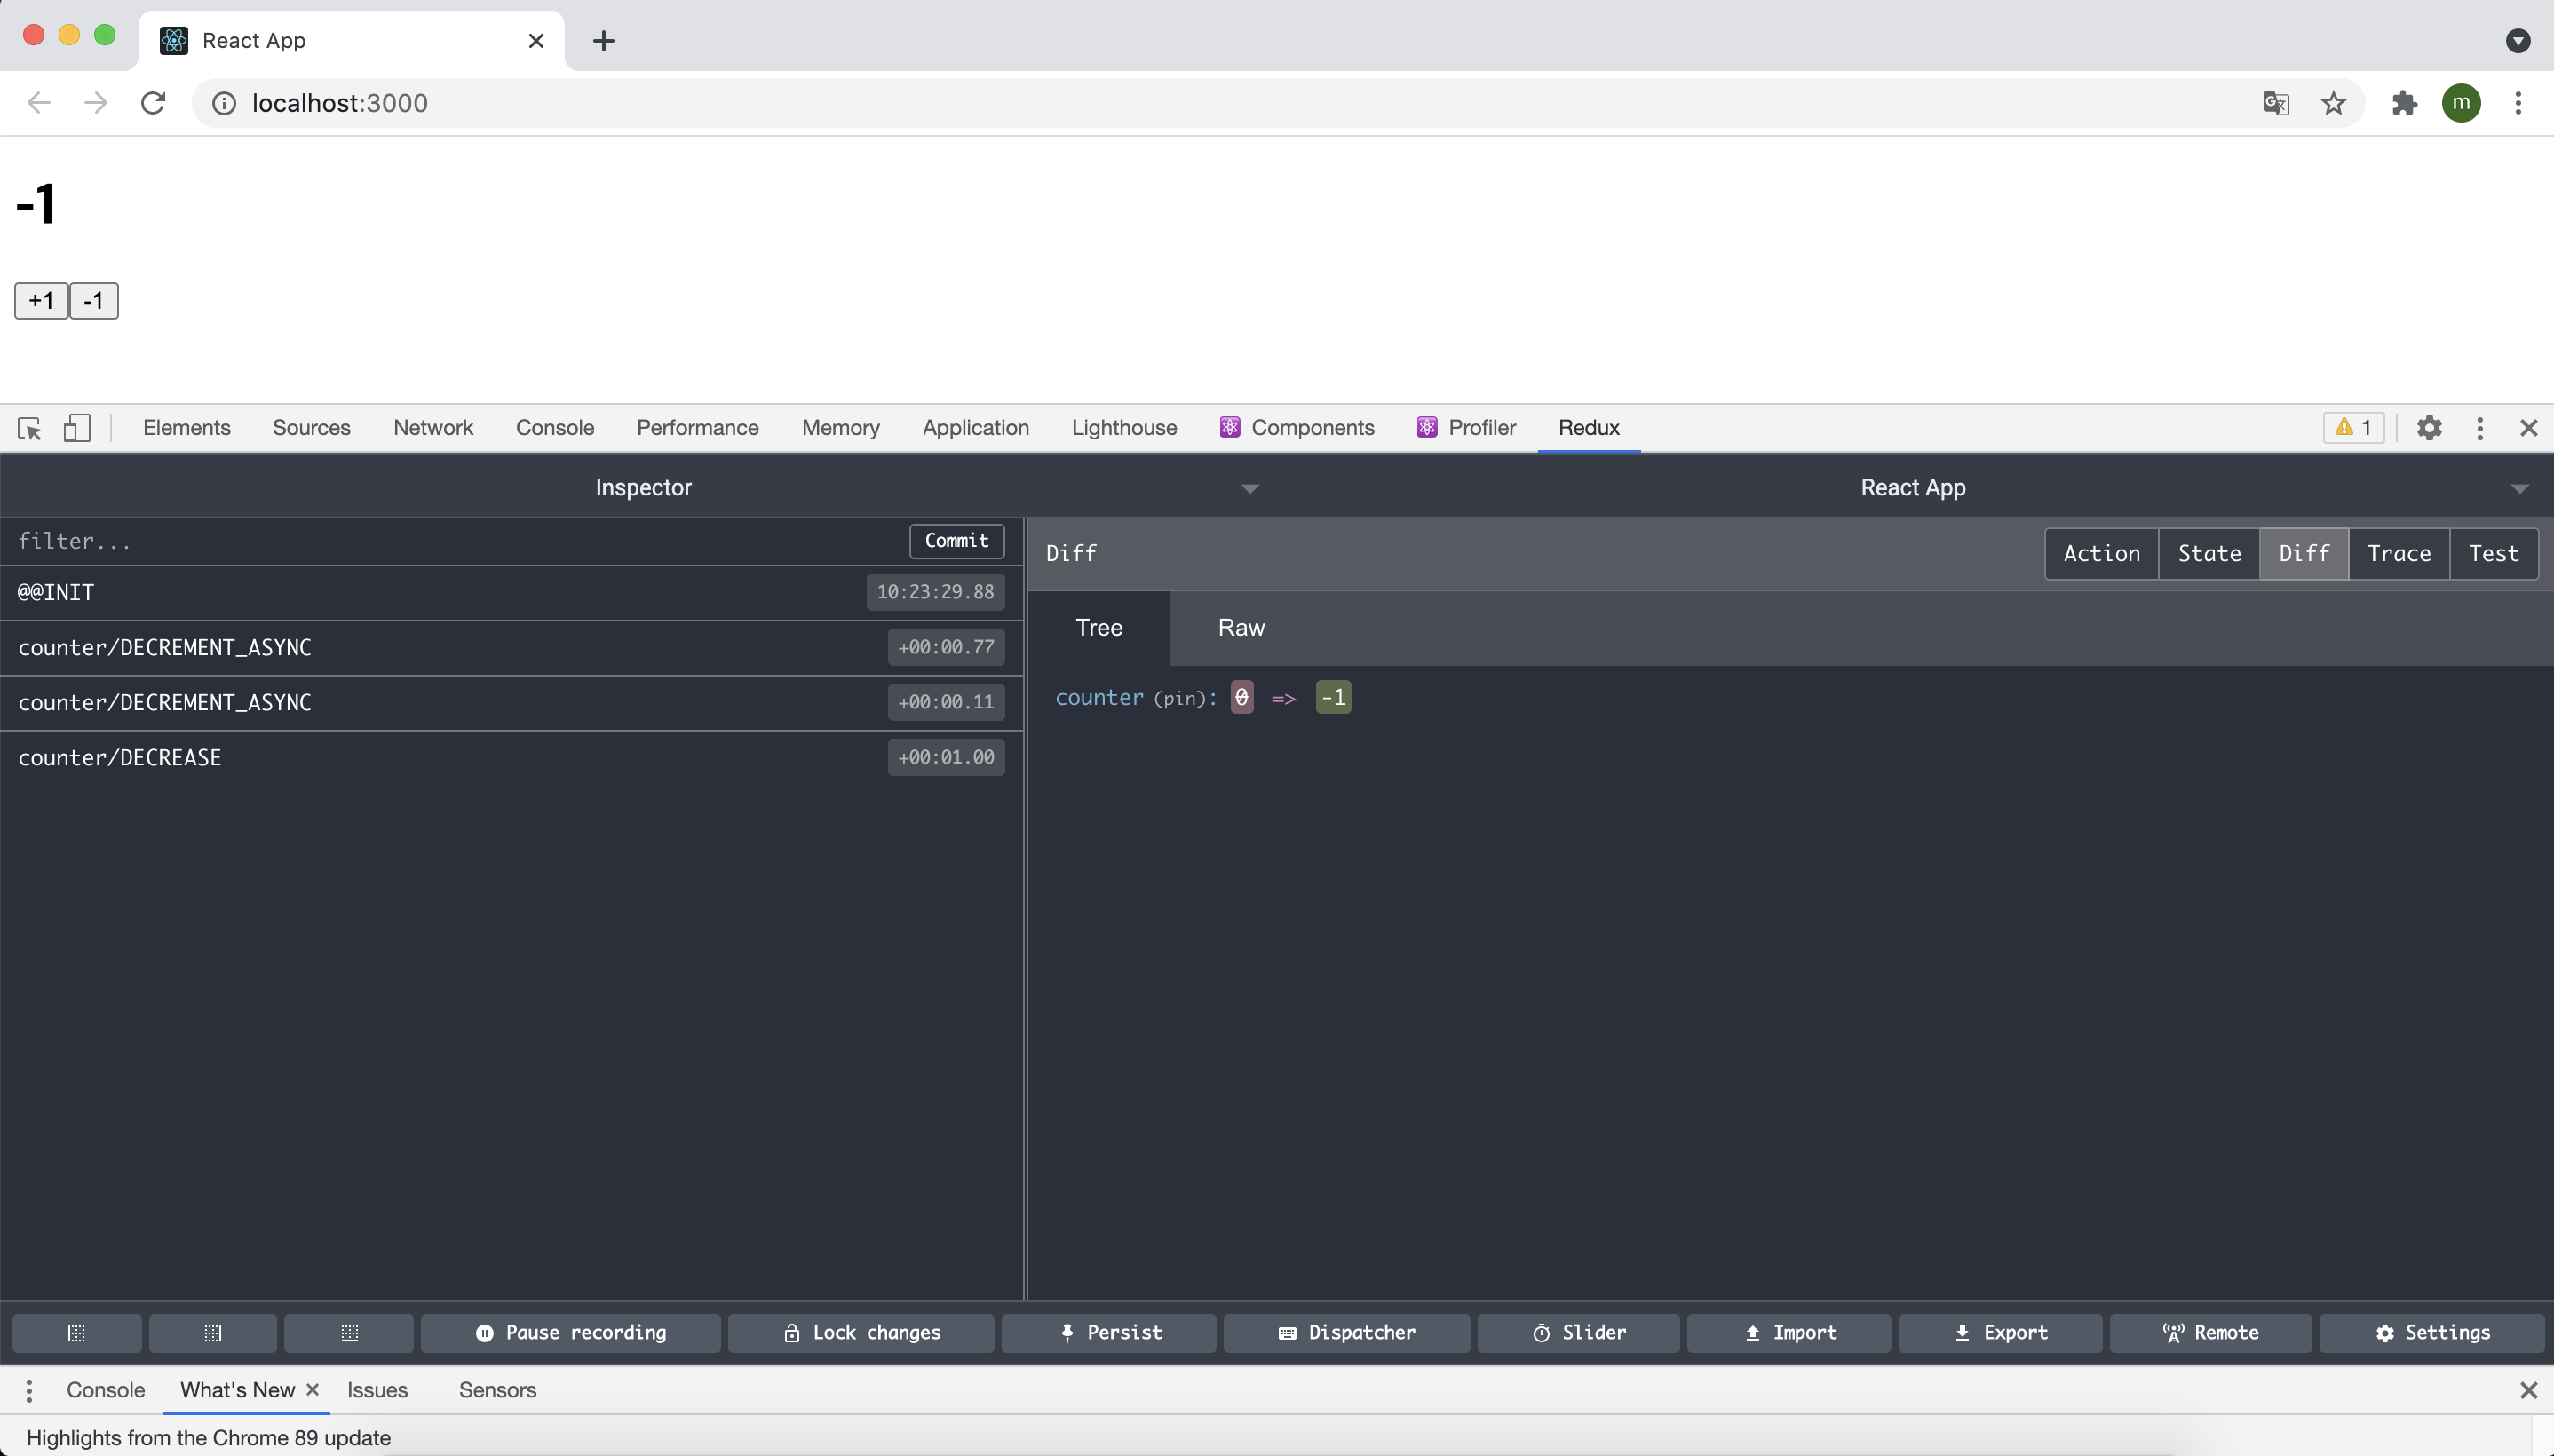 React App
localhost:3000
m
-1
+1 -1
Elements Sources Network Console Performance Memory Application Lighthouse Components Profiler Redux 1
Inspector React App
filter... Commit
@@INIT 10:23:29.88
counter/DECREMENT_ASYNC +00:00.77
counter/DECREMENT_ASYNC +00:00.11
counter/DECREASE +00:01.00
Diff Action State Diff Trace Test
Tree Raw
counter (pin): 0 => -1
Pause recording Lock changes Persist Dispatcher Slider Import Export Remote Settings
Console What's New Issues Sensors
Highlights from the Chrome 89 update